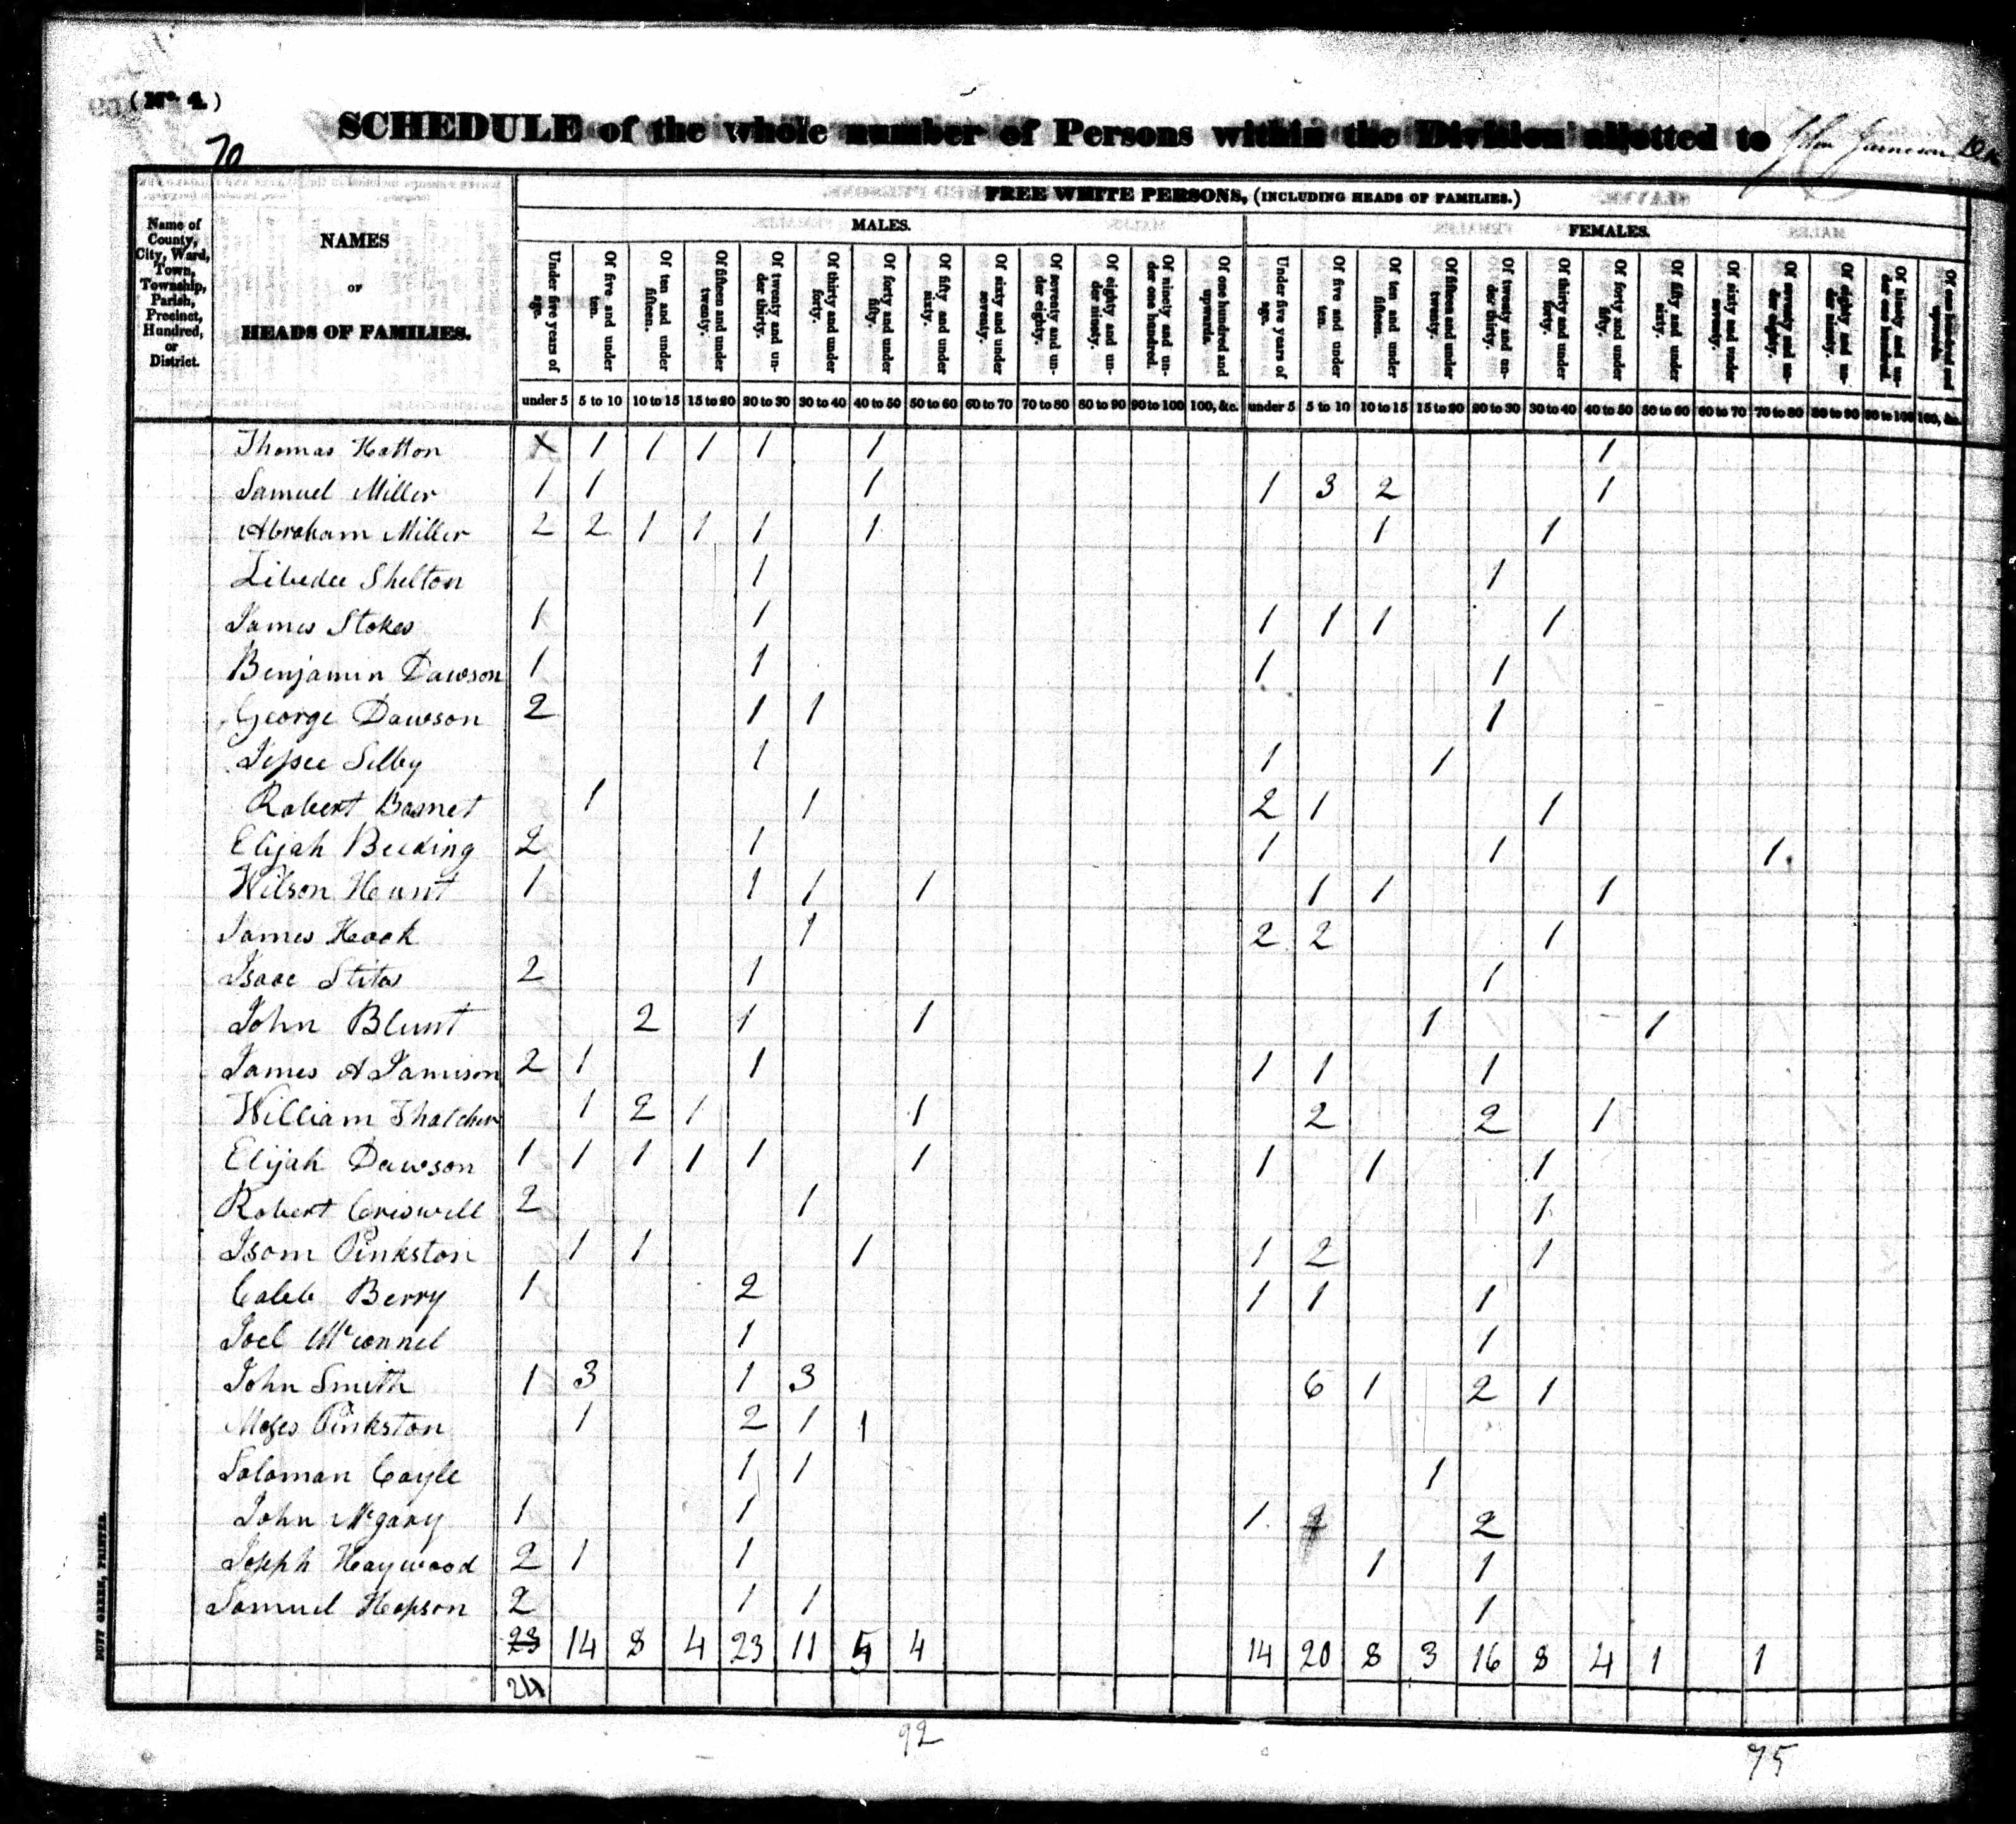 (No. 4.)
SCHEDULE of the whole number of Persons within the Division allotted to John Jameson
70
FREE WHITE PERSONS, (INCLUDING HEADS OF FAMILIES.)
MALES. FEMALES.
Name of County, City, Ward, Town, Township, Parish, Precinct, Hundred, or District.
NAMES
OF
HEADS OF FAMILIES.
Under five years of age. Of five and under ten. Of ten and under fifteen. Of fifteen and under twenty. Of twenty and under thirty. Of thirty and under forty. Of forty and under fifty. Of fifty and under sixty. Of sixty and under seventy. Of seventy and under eighty. Of eighty and under ninety. Of ninety and under one hundred. Of one hundred and upwards. Under five years of age. Of five and under ten. Of ten and under fifteen. Of fifteen and under twenty. Of twenty and under thirty. Of thirty and under forty. Of forty and under fifty. Of fifty and under sixty. Of sixty and under seventy. Of seventy and under eighty. Of eighty and under ninety. Of ninety and under one hundred. Of one hundred and upwards.
under 5 5 to 10 10 to 15 15 to 20 20 to 30 30 to 40 40 to 50 50 to 60 60 to 70 70 to 80 80 to 90 90 to 100 100, &c. under 5 5 to 10 10 to 15 15 to 20 20 to 30 30 to 40 40 to 50 50 to 60 60 to 70 70 to 80 80 to 90 90 to 100 100, &c.
Thomas Hatton 1 1 1 1 1 1
Samuel Miller 1 1 1 1 3 2 1
Abraham Miller 2 2 1 1 1 1 1 1
Libedee Shelton 1 1
James Stokes 1 1 1 1 1 1
Benjamin Dawson 1 1 1 1
George Dawson 2 1 1 1
Jessee Selby 1 1 1
Robert Basnet 1 1 2 1 1
Elijah Beeding 2 1 1 1 1
Wilson Hunt 1 1 1 1 1 1 1
James Hook 1 2 2 1
Isaac Stites 2 1 1
John Blunt 2 1 1 1 1
James A Jamison 2 1 1 1 1 1
William Thatcher 1 2 1 1 2 2 1
Elijah Dawson 1 1 1 1 1 1 1 1 1
Robert Criswell 2 1 1
Isom Pinkston 1 1 1 1 2 1
Caleb Berry 1 2 1 1 1
Joel McConnel 1 1
John Smith 1 3 1 3 6 1 2 1
Moses Pinkston 1 2 1 1
Soloman Coyle 1 1 1
John McGary 1 1 1 2
Joseph Haywood 2 1 1 1 1
Samuel Hopson 2 1 1 1
23 14 8 4 23 11 5 4 14 20 8 3 16 8 4 1 1
24
92
75
DUFF GREEN, PRINTER.